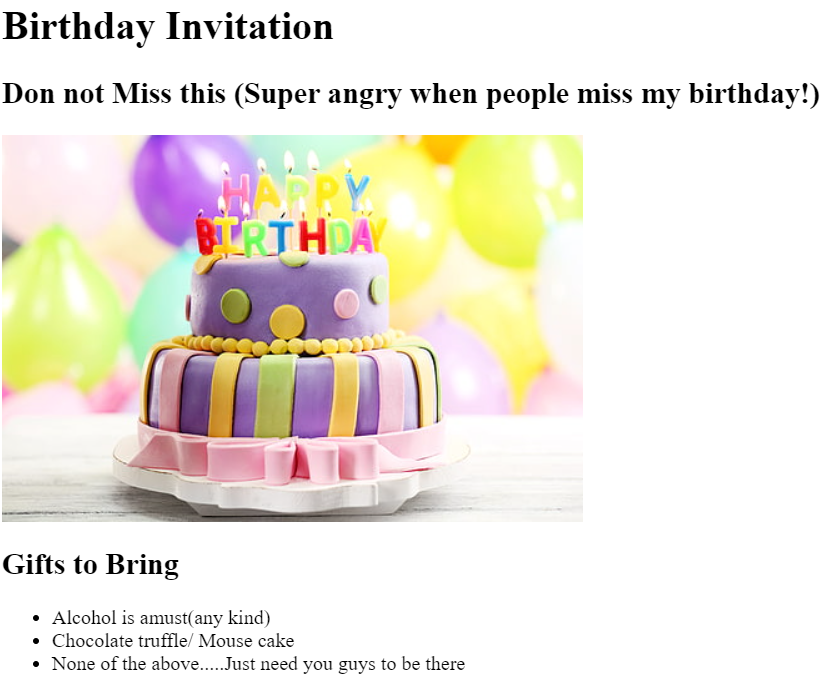 Birthday Invitation
Don not Miss this (Super angry when people miss my birthday!)
HAPPY
BIRTHDAY
Gifts to Bring
Alcohol is amust(any kind)
Chocolate truffle/ Mouse cake
None of the above.....Just need you guys to be there